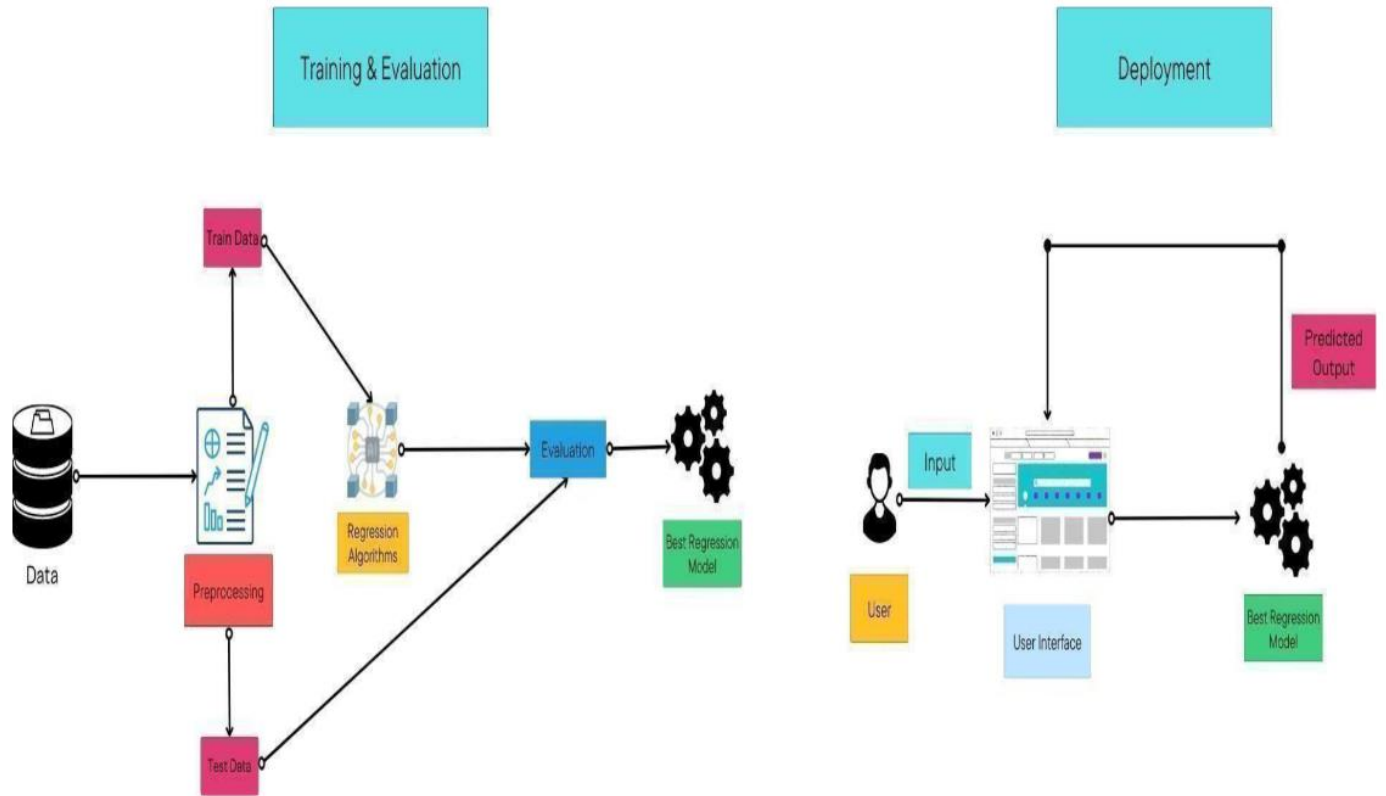 Training & Evaluation
Train Data
Data
Preprocessing
Test Data
Regression
Algorithms
Evaluation
Best Regression
Model
Deployment
Predicted
Output
Input
User
User Interface
Best Regression
Model